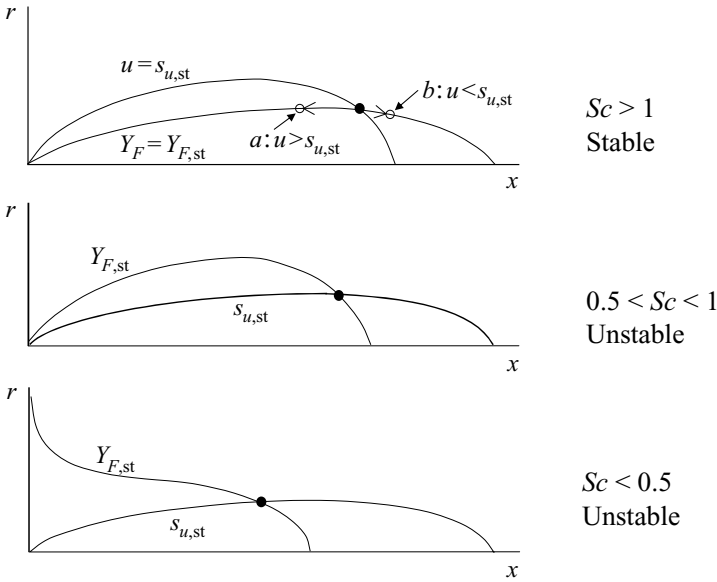 r
u = s_{u,st}
b: u < s_{u,st}
Y_F = Y_{F,st}
a: u > s_{u,st}
x
Sc > 1
Stable
r
Y_{F,st}
s_{u,st}
x
0.5 < Sc < 1
Unstable
r
Y_{F,st}
s_{u,st}
x
Sc < 0.5
Unstable